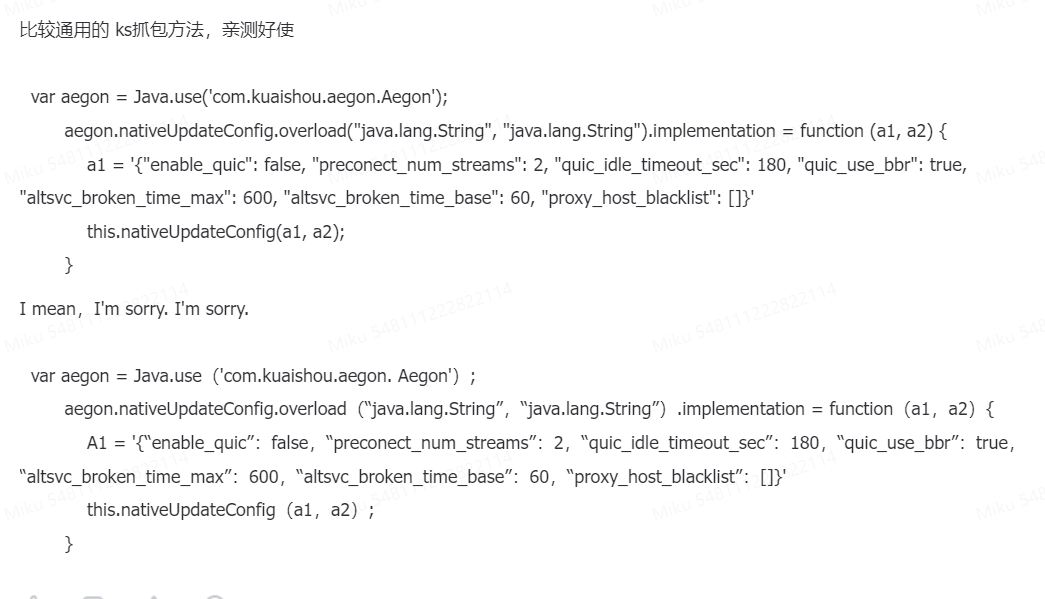 比较通用的 ks抓包方法，亲测好使
var aegon = Java.use('com.kuaishou.aegon.Aegon');
aegon.nativeUpdateConfig.overload("java.lang.String", "java.lang.String").implementation = function (a1, a2) {
a1 = '{"enable_quic": false, "preconect_num_streams": 2, "quic_idle_timeout_sec": 180, "quic_use_bbr": true,
"altsvc_broken_time_max": 600, "altsvc_broken_time_base": 60, "proxy_host_blacklist": []}'
this.nativeUpdateConfig(a1, a2);
}
I mean，I'm sorry. I'm sorry.
var aegon = Java.use（'com.kuaishou.aegon. Aegon'）;
aegon.nativeUpdateConfig.overload（“java.lang.String”，“java.lang.String”）.implementation = function（a1，a2）{
A1 = '{“enable_quic”：false，“preconect_num_streams”：2，“quic_idle_timeout_sec”：180，“quic_use_bbr”：true，
“altsvc_broken_time_max”：600，“altsvc_broken_time_base”：60，“proxy_host_blacklist”：[]}'
this.nativeUpdateConfig（a1，a2）;
}
Miku 548111222822114